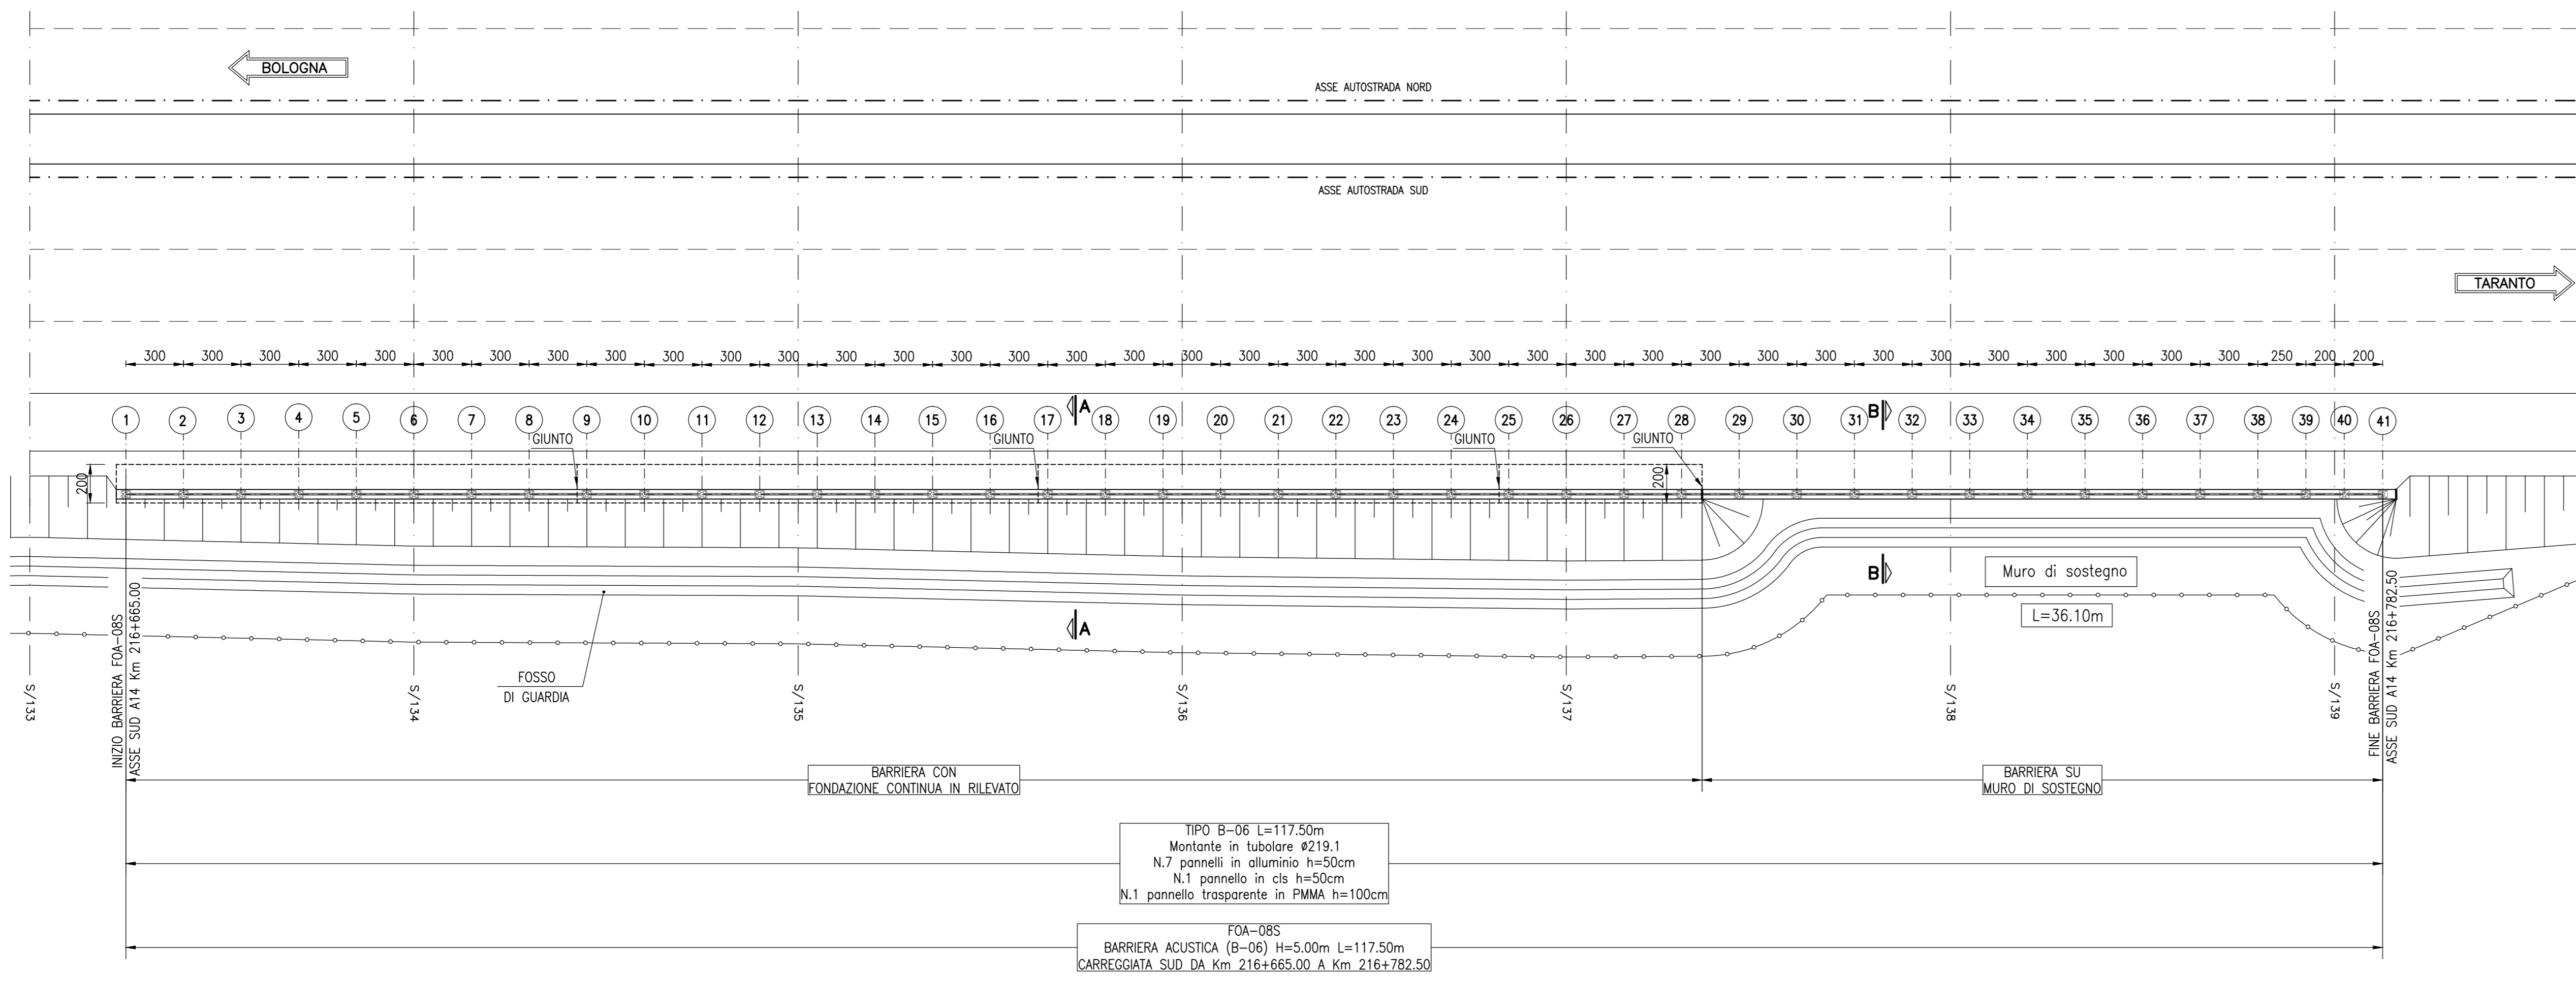 BOLOGNA
ASSE AUTOSTRADA NORD
ASSE AUTOSTRADA SUD
TARANTO
300 300 300 300 300 300 300 300 300 300 300 300 300 300 300 300 300 300 300 300 300 300 300 300 300 300 300 300 300 300 300 300 300 300 300 300 300 250 200 200
A B
1 2 3 4 5 6 7 8 9 10 11 12 13 14 15 16 17 18 19 20 21 22 23 24 25 26 27 28 29 30 31 32 33 34 35 36 37 38 39 40 41
GIUNTO GIUNTO GIUNTO GIUNTO
200 200
B
Muro di sostegno
L=36.10m
A
INIZIO BARRIERA FOA-08S
ASSE SUD A14 Km 216+665.00
FINE BARRIERA FOA-08S
ASSE SUD A14 Km 216+782.50
FOSSO
DI GUARDIA
S/133 S/134 S/135 S/136 S/137 S/138 S/139
BARRIERA CON
FONDAZIONE CONTINUA IN RILEVATO
BARRIERA SU
MURO DI SOSTEGNO
TIPO B-06 L=117.50m
Montante in tubolare ø219.1
N.7 pannelli in alluminio h=50cm
N.1 pannello in cls h=50cm
N.1 pannello trasparente in PMMA h=100cm
FOA-08S
BARRIERA ACUSTICA (B-06) H=5.00m L=117.50m
CARREGGIATA SUD DA Km 216+665.00 A Km 216+782.50